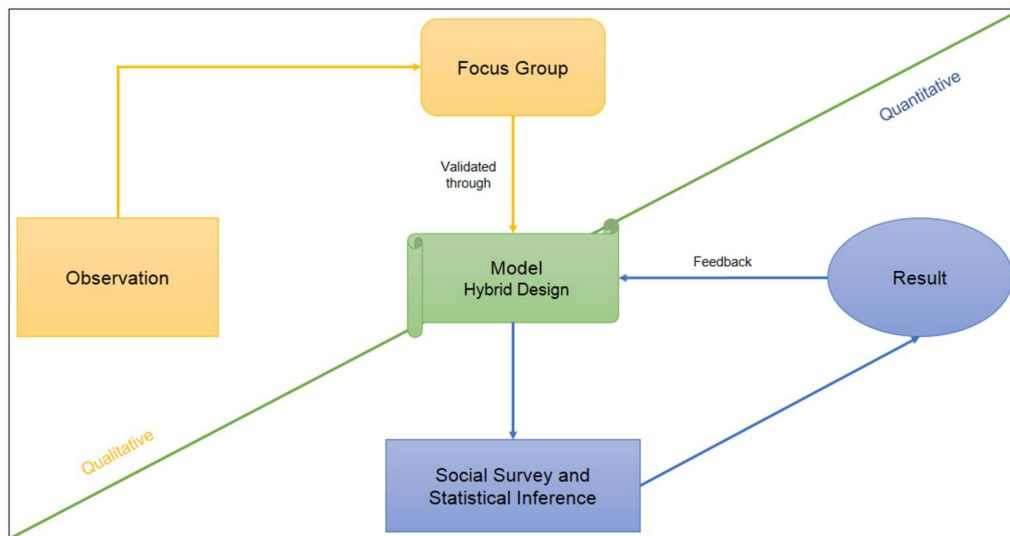 Focus Group
Quantitative
Validated
through
Observation
Model
Hybrid Design
Feedback
Result
Qualitative
Social Survey and
Statistical Inference